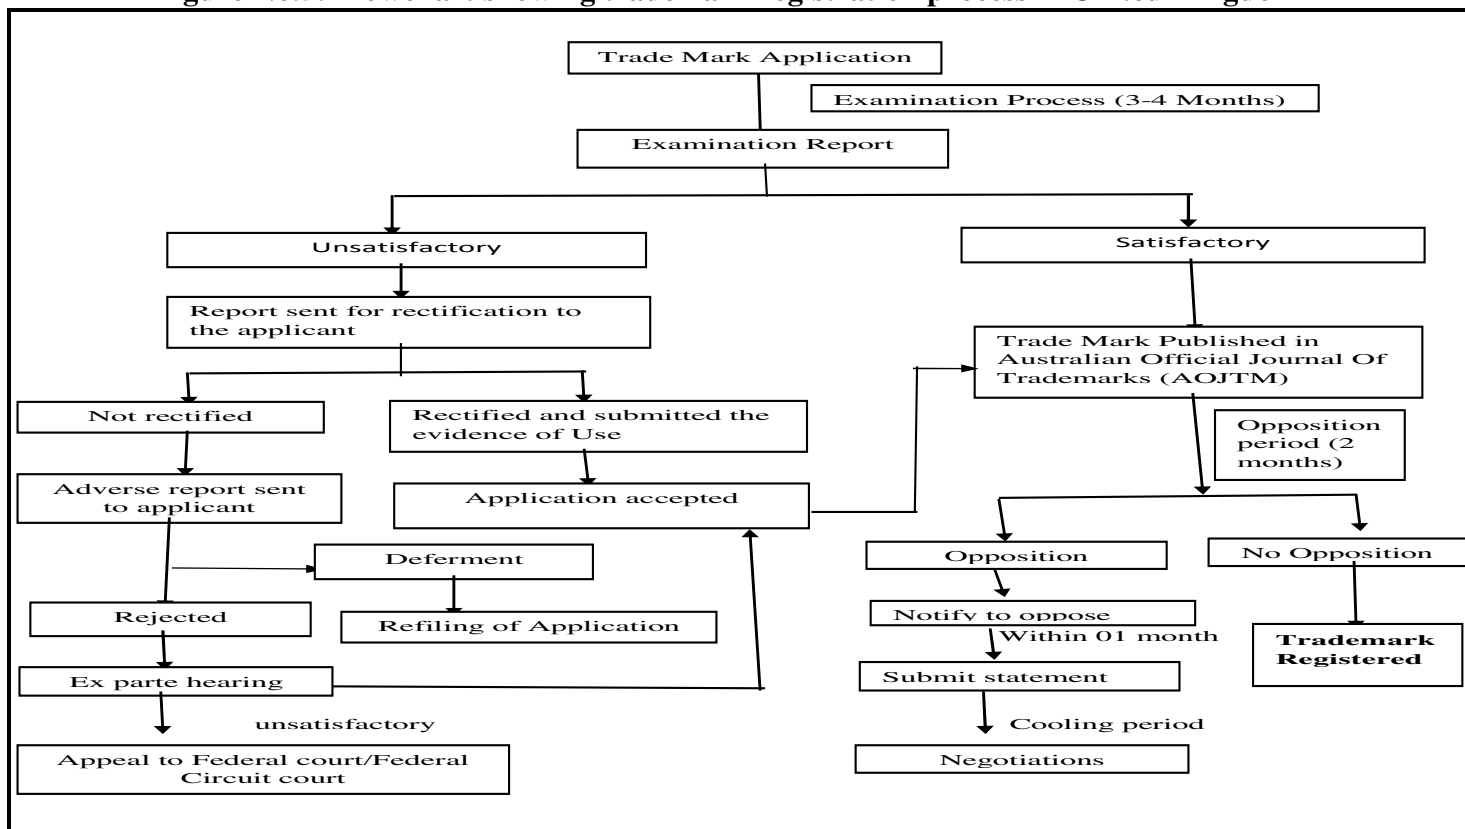 Trade Mark Application
Examination Process (3-4 Months)
Examination Report
Unsatisfactory
Satisfactory
Report sent for rectification to
the applicant
Trade Mark Published in
Australian Official Journal Of
Trademarks (AOJTM)
Not rectified
Rectified and submitted the
evidence of Use
Opposition
period (2
months)
Adverse report sent
to applicant
Application accepted
Deferment
Opposition
No Opposition
Rejected
Refiling of Application
Notify to oppose
Within 01 month
Trademark
Registered
Ex parte hearing
Submit statement
unsatisfactory
Cooling period
Appeal to Federal court/Federal
Circuit court
Negotiations